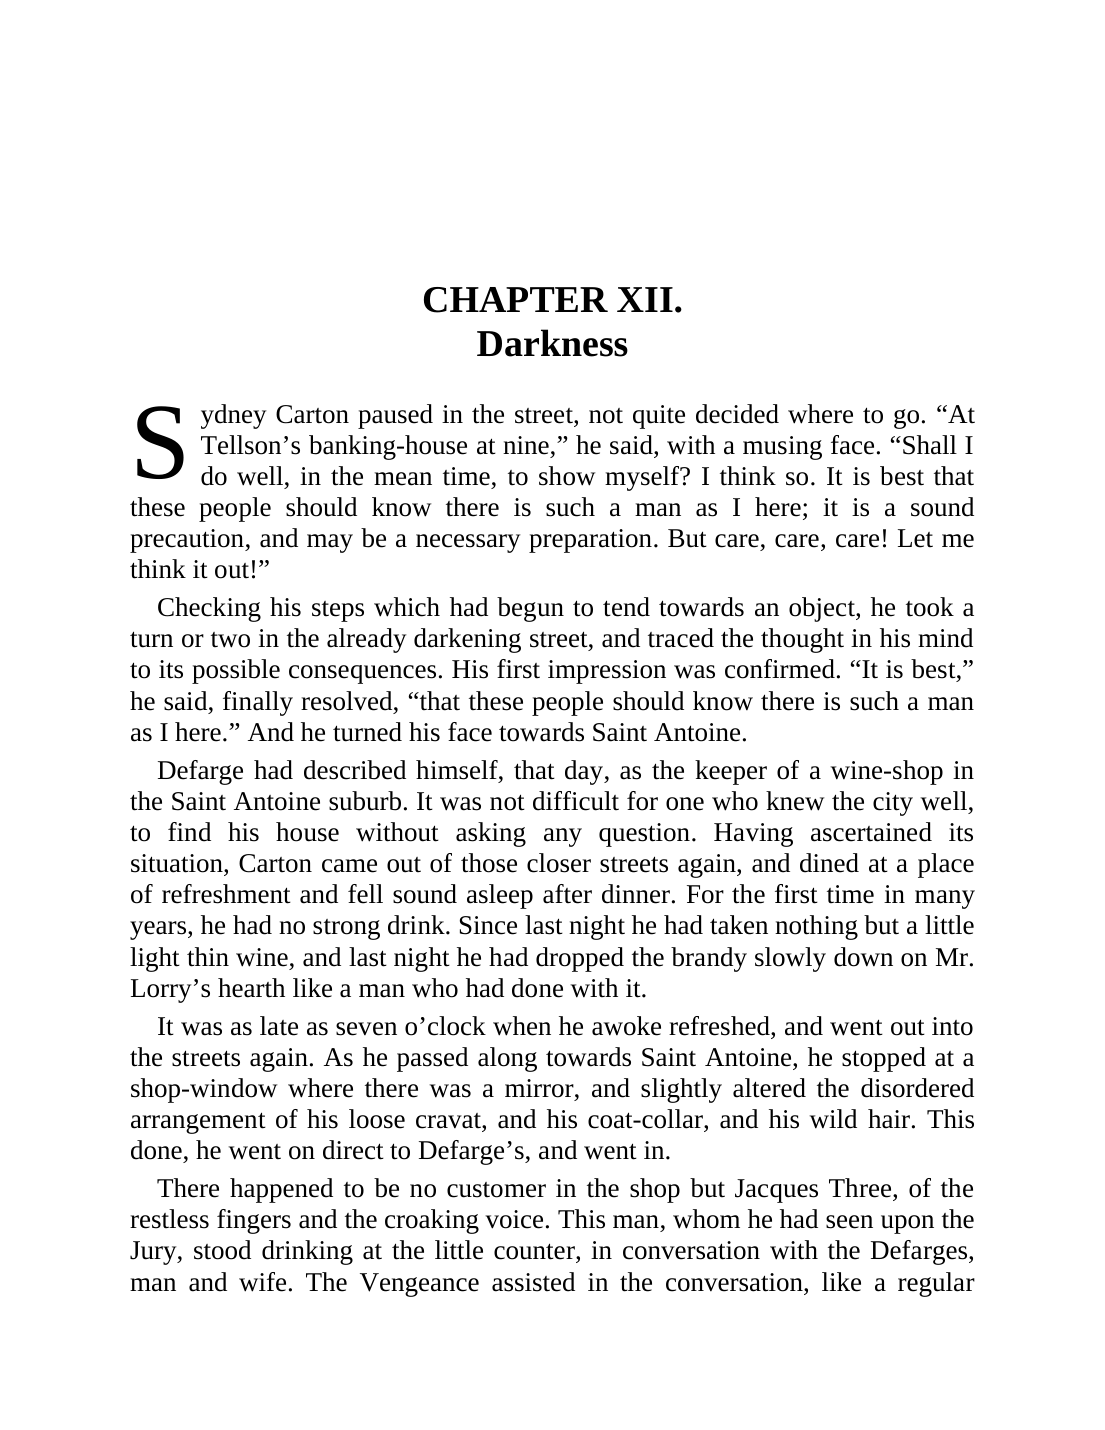 CHAPTER XII.
Darkness
Sydney Carton paused in the street, not quite decided where to go. “At
Tellson’s banking-house at nine,” he said, with a musing face. “Shall I
do well, in the mean time, to show myself? I think so. It is best that
these people should know there is such a man as I here; it is a sound
precaution, and may be a necessary preparation. But care, care, care! Let me
think it out!”
Checking his steps which had begun to tend towards an object, he took a
turn or two in the already darkening street, and traced the thought in his mind
to its possible consequences. His first impression was confirmed. “It is best,”
he said, finally resolved, “that these people should know there is such a man
as I here.” And he turned his face towards Saint Antoine.
Defarge had described himself, that day, as the keeper of a wine-shop in
the Saint Antoine suburb. It was not difficult for one who knew the city well,
to find his house without asking any question. Having ascertained its
situation, Carton came out of those closer streets again, and dined at a place
of refreshment and fell sound asleep after dinner. For the first time in many
years, he had no strong drink. Since last night he had taken nothing but a little
light thin wine, and last night he had dropped the brandy slowly down on Mr.
Lorry’s hearth like a man who had done with it.
It was as late as seven o’clock when he awoke refreshed, and went out into
the streets again. As he passed along towards Saint Antoine, he stopped at a
shop-window where there was a mirror, and slightly altered the disordered
arrangement of his loose cravat, and his coat-collar, and his wild hair. This
done, he went on direct to Defarge’s, and went in.
There happened to be no customer in the shop but Jacques Three, of the
restless fingers and the croaking voice. This man, whom he had seen upon the
Jury, stood drinking at the little counter, in conversation with the Defarges,
man and wife. The Vengeance assisted in the conversation, like a regular